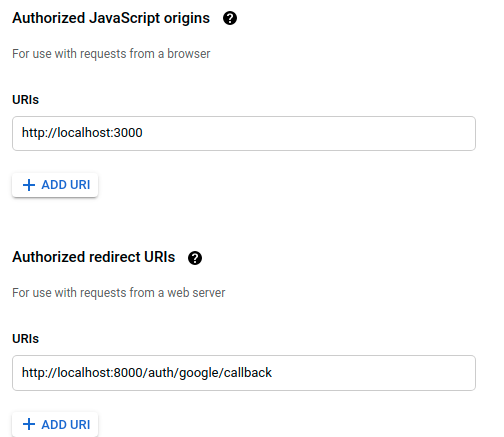 Authorized JavaScript origins ?
For use with requests from a browser
URIs
http://localhost:3000
+ ADD URI
Authorized redirect URIs ?
For use with requests from a web server
URIs
http://localhost:8000/auth/google/callback
+ ADD URI